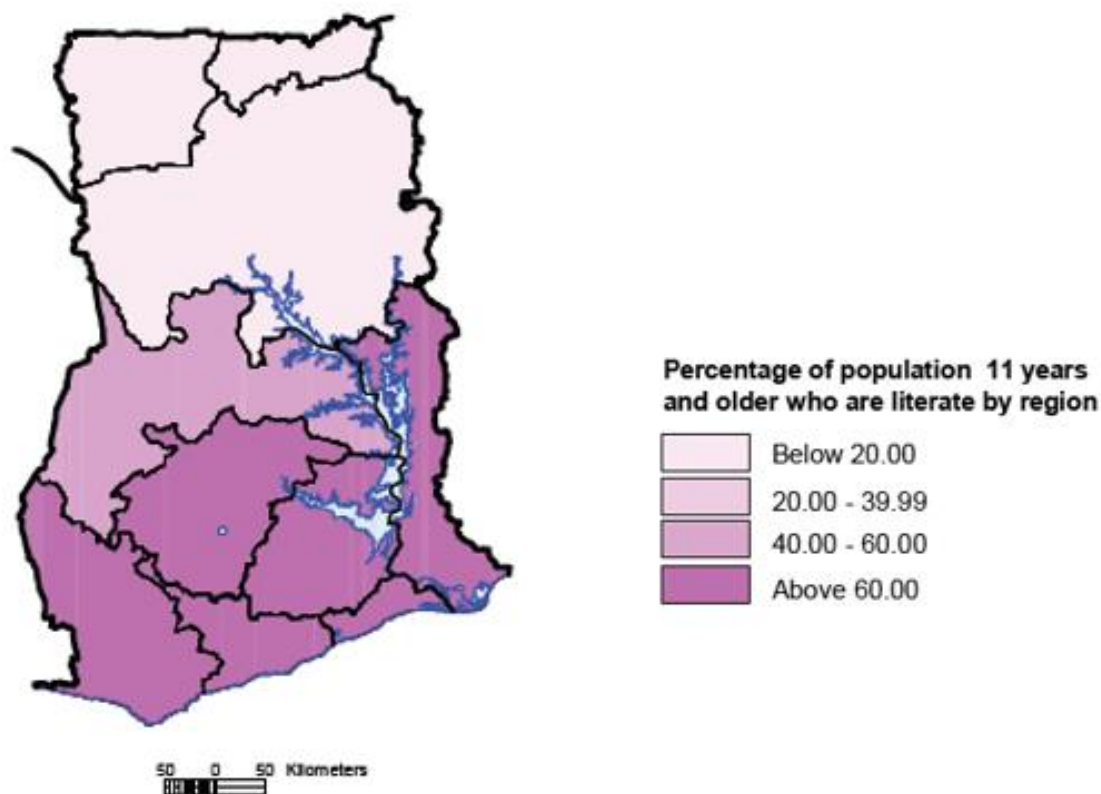 Percentage of population 11 years
and older who are literate by region
Below 20.00
20.00 - 39.99
40.00 - 60.00
Above 60.00
50 0 50 Kilometers